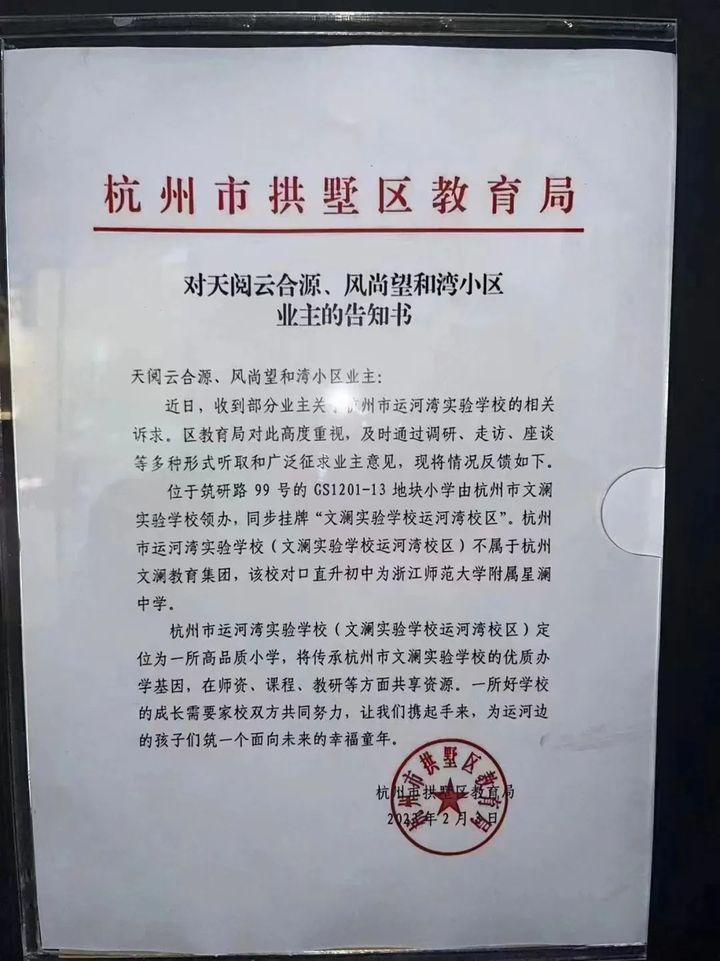 杭州市拱墅区教育局
对天阅云合源、风尚望和湾小区
业主的告知书
天阅云合源、风尚望和湾小区业主：
近日，收到部分业主关 杭州市运河湾实验学校的相关
诉求。区教育局对此高度重视，及时通过调研、走访、座谈
等多种形式听取和广泛征求业主意见，现将情况反馈如下。
位于筑研路 99 号的 GS1201-13 地块小学由杭州市文澜
实验学校领办，同步挂牌“文澜实验学校运河湾校区”。杭州
市运河湾实验学校（文澜实验学校运河湾校区）不属于杭州
文澜教育集团，该校对口直升初中为浙江师范大学附属星澜
中学。
杭州市运河湾实验学校（文澜实验学校运河湾校区）定
位为一所高品质小学，将传承杭州市文澜实验学校的优质办
学基因，在师资、课程、教研等方面共享资源。一所好学校
的成长需要家校双方共同努力，让我们携起手来，为运河边
的孩子们筑一个面向未来的幸福童年。
杭州市拱墅区教育局
年 2 月 日
杭州市拱墅区教育局